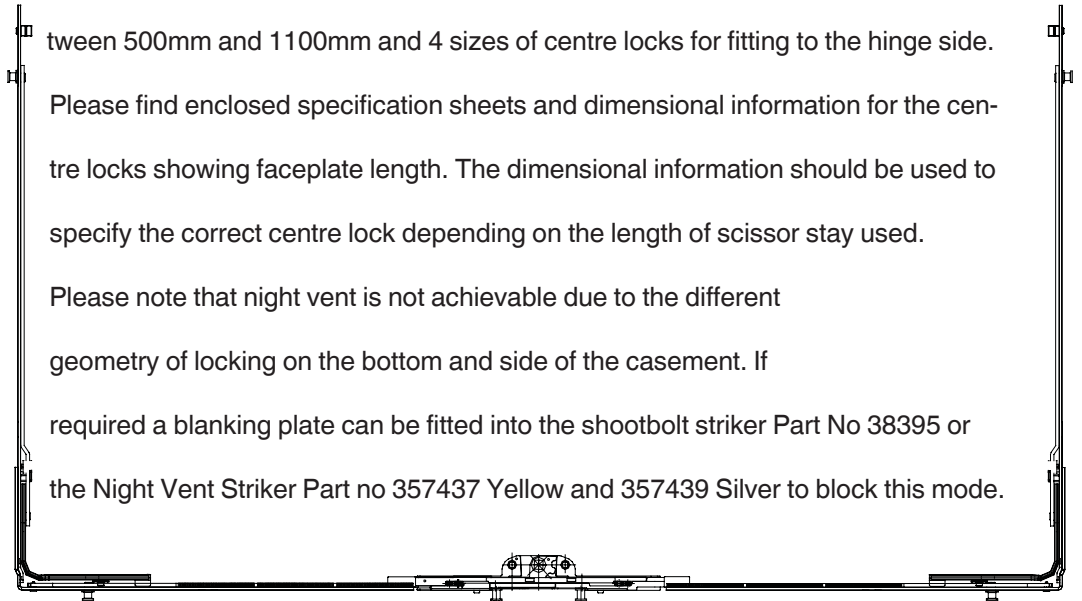 tween 500mm and 1100mm and 4 sizes of centre locks for fitting to the hinge side.
Please find enclosed specification sheets and dimensional information for the cen-
tre locks showing faceplate length. The dimensional information should be used to
specify the correct centre lock depending on the length of scissor stay used.
Please note that night vent is not achievable due to the different
geometry of locking on the bottom and side of the casement. If
required a blanking plate can be fitted into the shootbolt striker Part No 38395 or
the Night Vent Striker Part no 357437 Yellow and 357439 Silver to block this mode.